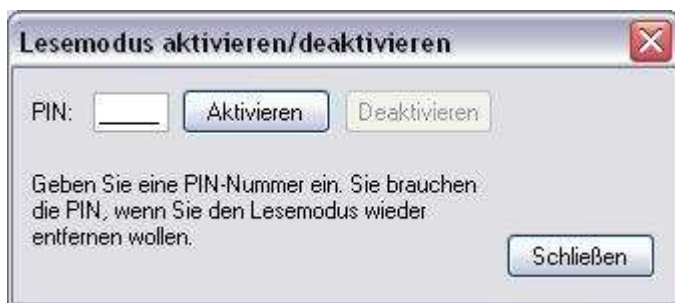 Lesemodus aktivieren/deaktivieren
PIN: ____ Aktivieren Deaktivieren
Geben Sie eine PIN-Nummer ein. Sie brauchen
die PIN, wenn Sie den Lesemodus wieder
entfernen wollen.
Schließen